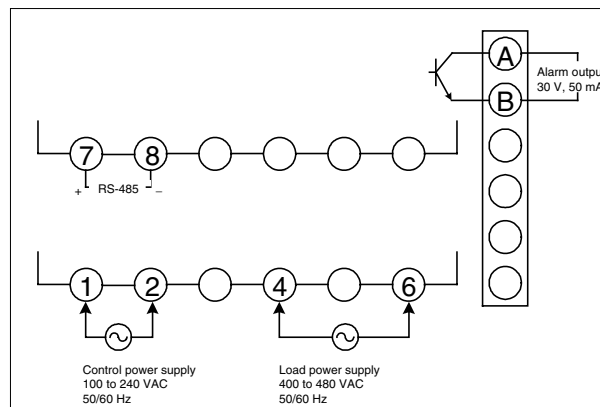 A
Alarm output
30 V, 50 mA
B
7 8
+ RS-485 −
1 2 4 6
Control power supply
100 to 240 VAC
50/60 Hz
Load power supply
400 to 480 VAC
50/60 Hz